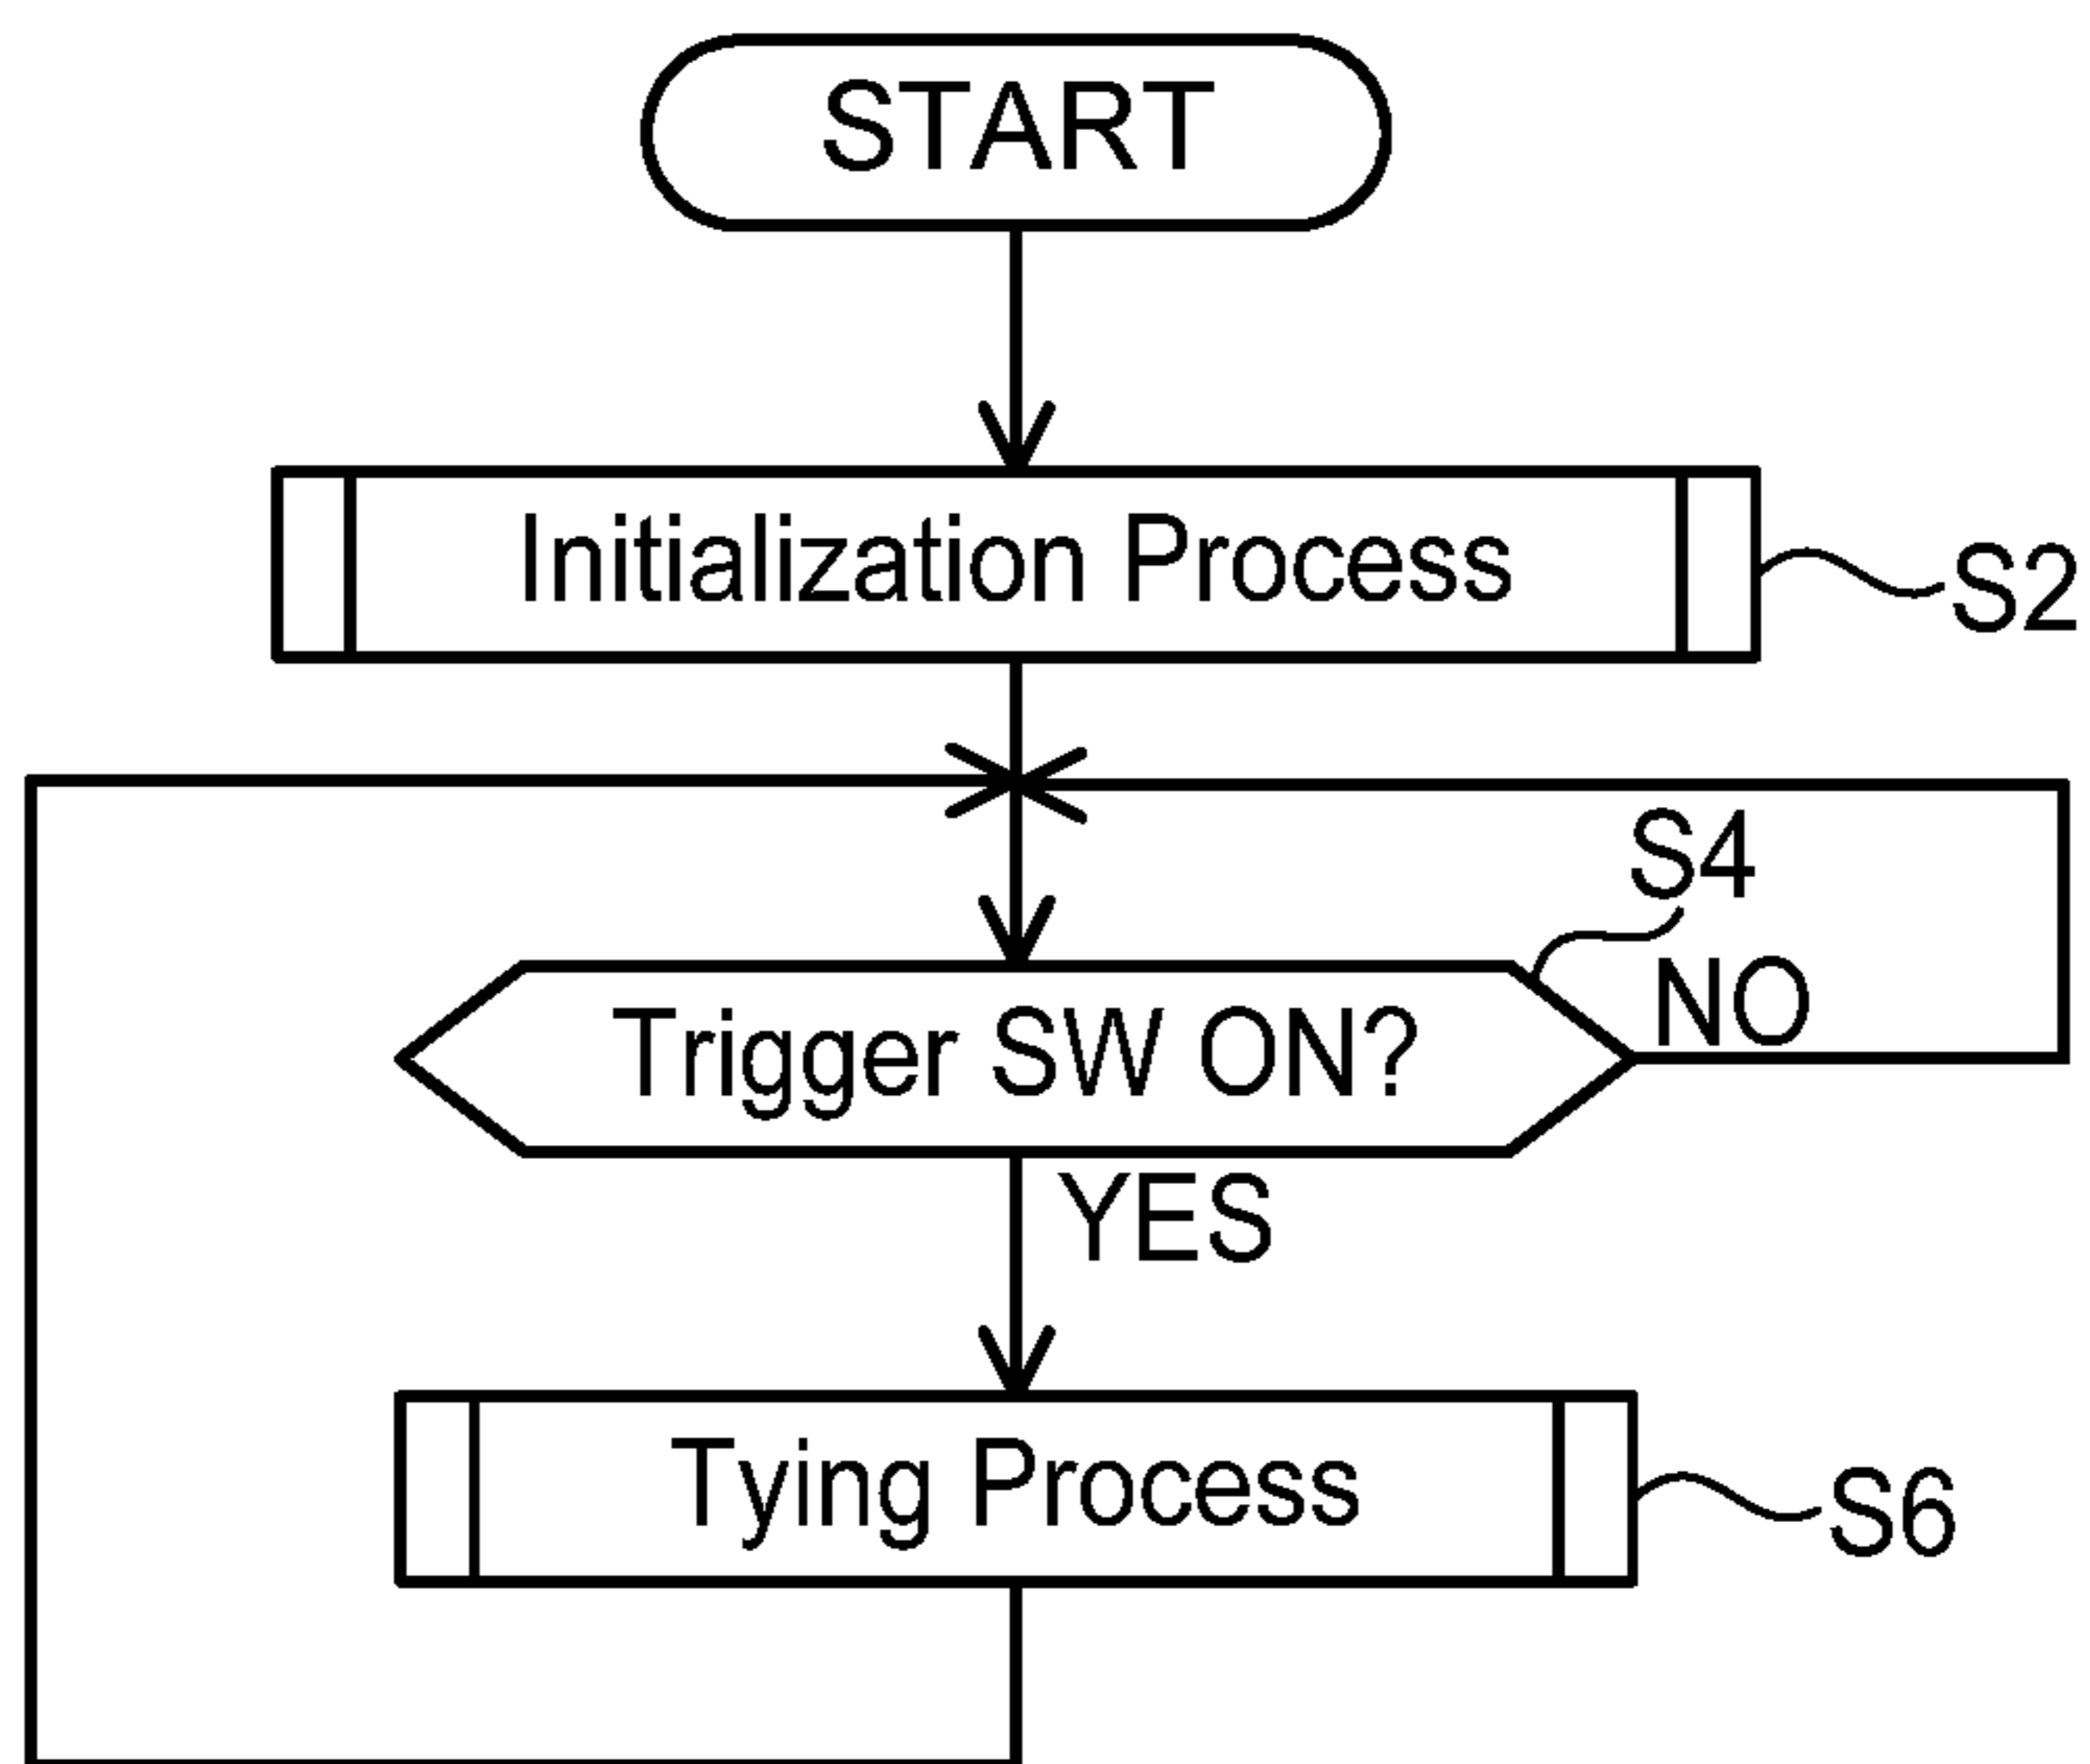 START
Initialization Process
S2
S4
NO
Trigger SW ON?
YES
Tying Process
S6